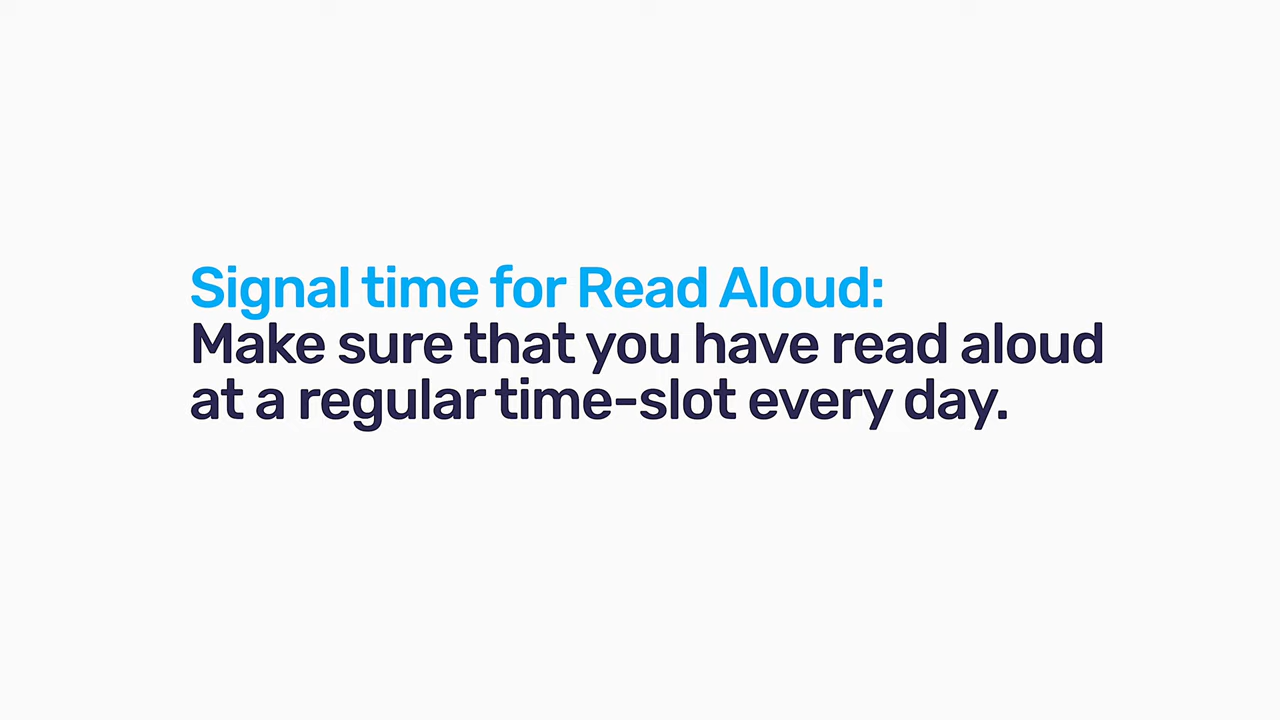 Signal time for Read Aloud:
Make sure that you have read aloud
at a regular time-slot every day.